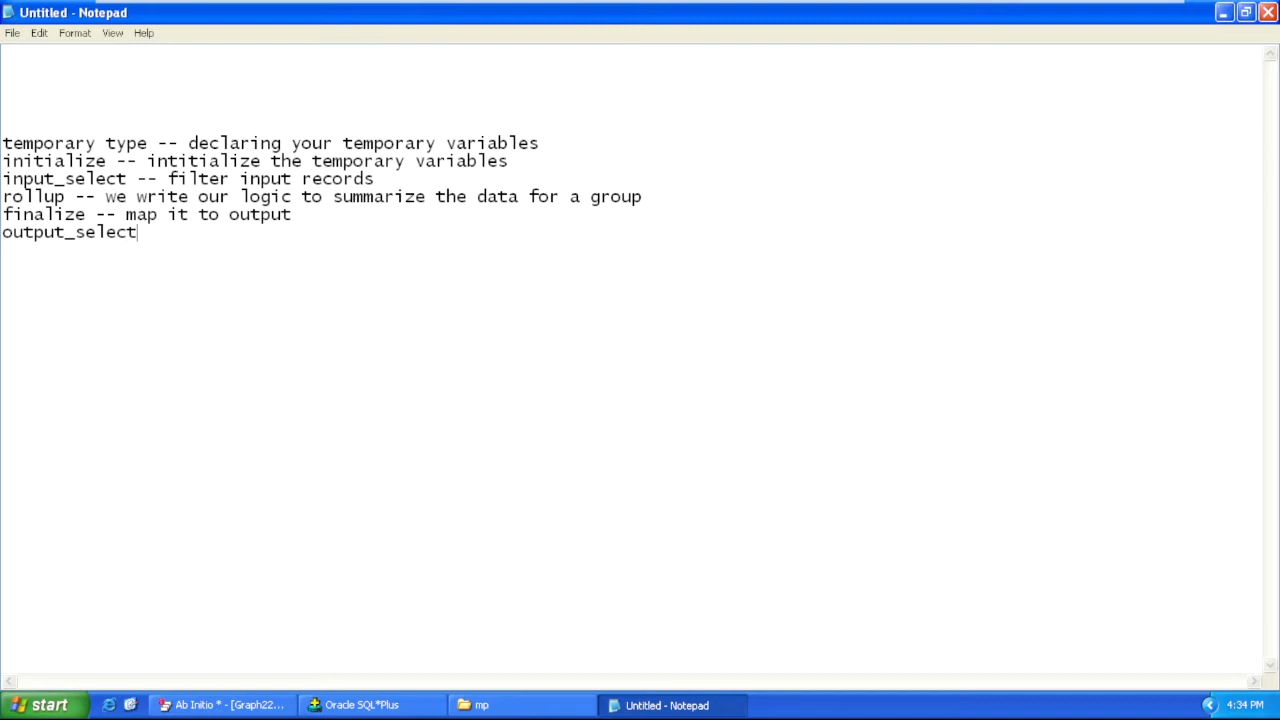 Untitled - Notepad
File Edit Format View Help
temporary type -- declaring your temporary variables
initialize -- intitialize the temporary variables
input_select -- filter input records
rollup -- we write our logic to summarize the data for a group
finalize -- map it to output
output_select
start Ab Initio * - [Graph22... Oracle SQL*Plus mp Untitled - Notepad 4:34 PM